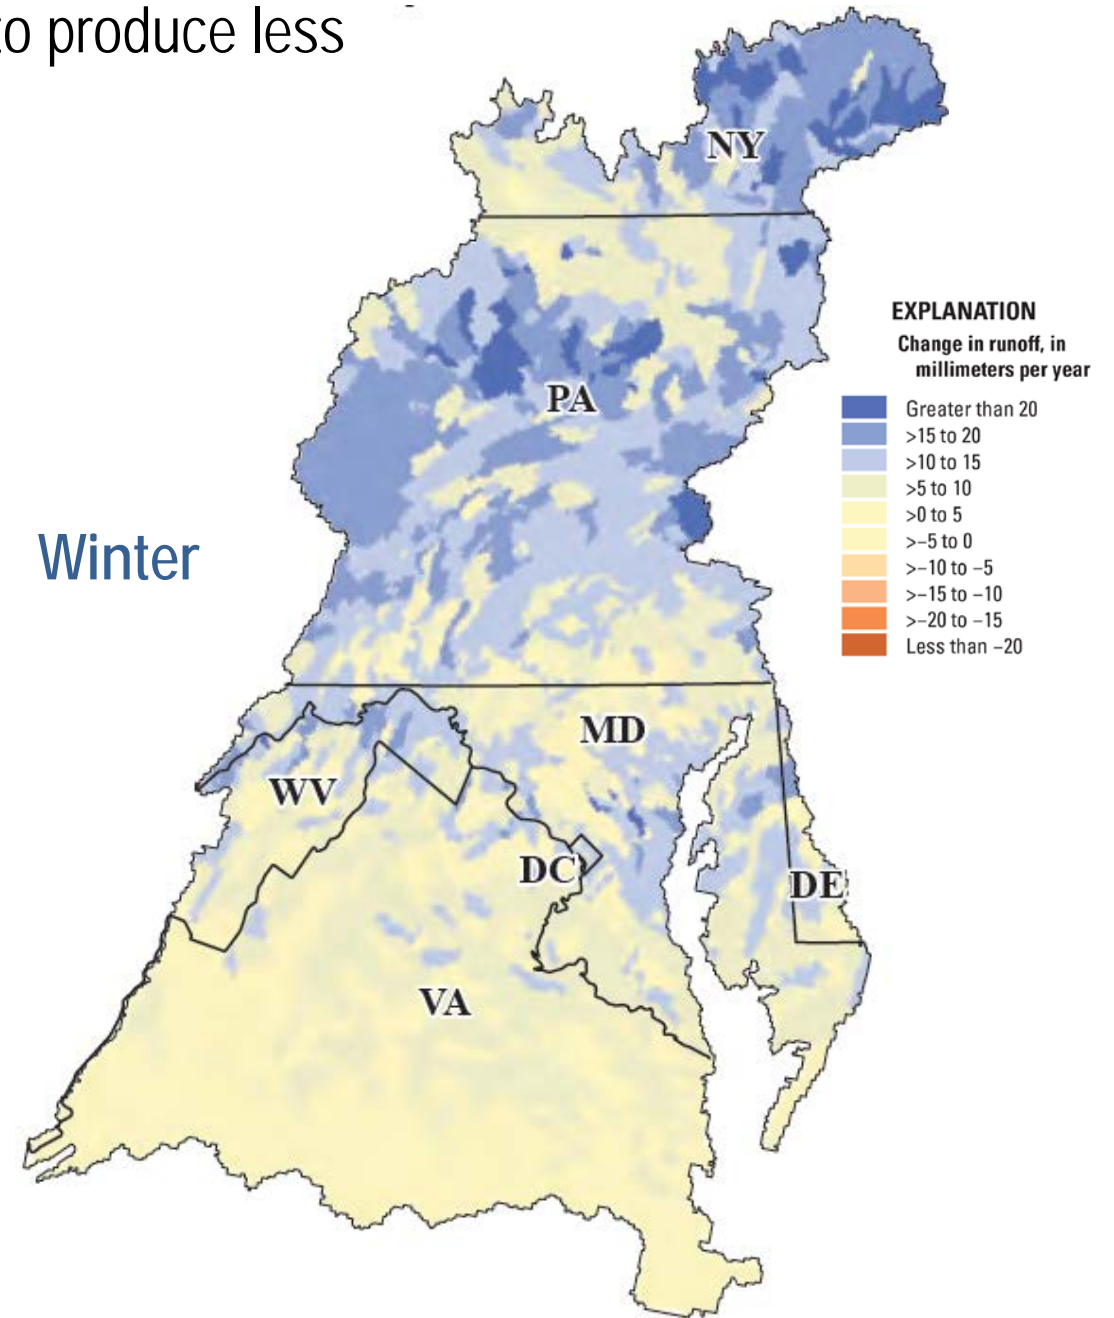 to produce less
NY
EXPLANATION
Change in runoff, in
millimeters per year
Greater than 20
>15 to 20
>10 to 15
>5 to 10
>0 to 5
>−5 to 0
>−10 to −5
>−15 to −10
>−20 to −15
Less than −20
PA
Winter
MD
WV
DC
DE
VA